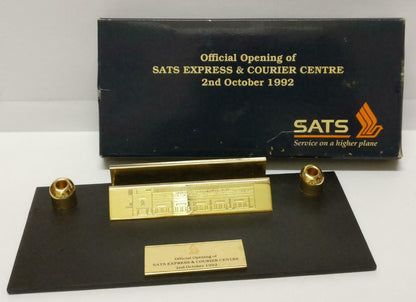 Official Opening of
SATS EXPRESS & COURIER CENTRE
2nd October 1992
SATS
Service on a higher plane
Official Opening of
SATS EXPRESS & COURIER CENTRE
2nd October 1992